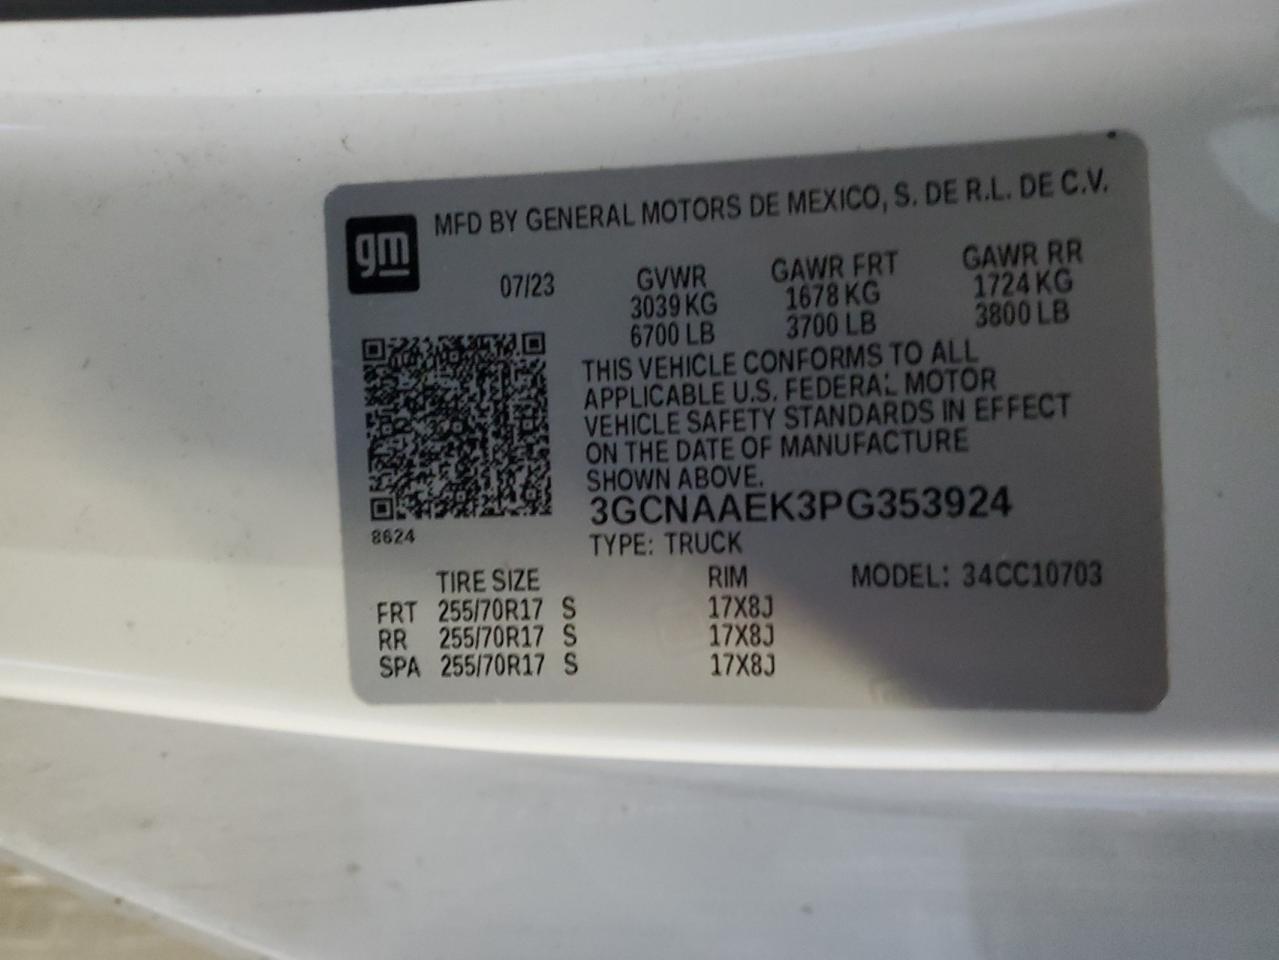 MFD BY GENERAL MOTORS DE MEXICO, S. DE R.L. DE C.V.
gm
07/23 GVWR GAWR FRT GAWR RR
3039 KG 1678 KG 1724 KG
6700 LB 3700 LB 3800 LB
THIS VEHICLE CONFORMS TO ALL
APPLICABLE U.S. FEDERAL MOTOR
VEHICLE SAFETY STANDARDS IN EFFECT
ON THE DATE OF MANUFACTURE
SHOWN ABOVE.
3GCNAAEK3PG353924
8624
TYPE: TRUCK
TIRE SIZE RIM MODEL: 34CC10703
FRT 255/70R17 S 17X8J
RR 255/70R17 S 17X8J
SPA 255/70R17 S 17X8J